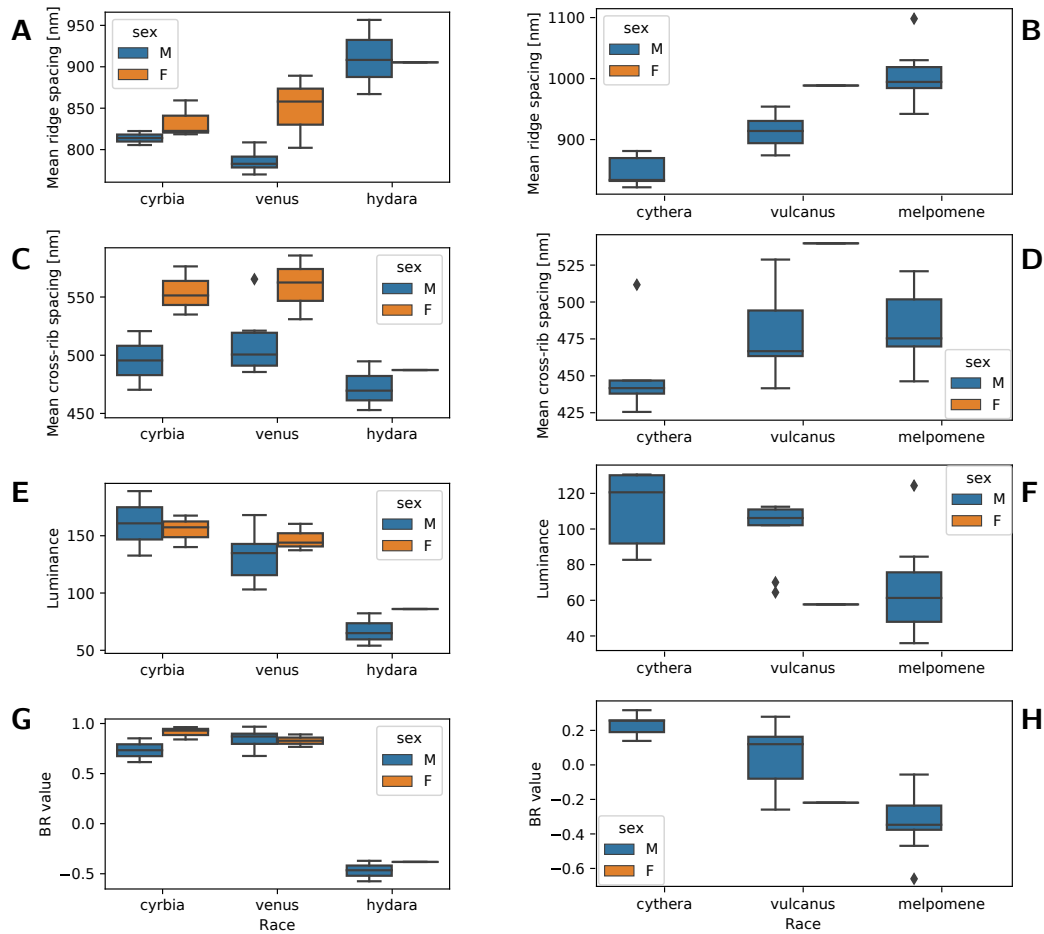 A
Mean ridge spacing [nm]
950
900
850
800
sex
M
F
cyrbia
venus
hydara
B
Mean ridge spacing [nm]
1100
1000
900
sex
M
F
cythera
vulcanus
melpomene
C
Mean cross-rib spacing [nm]
550
500
450
sex
M
F
cyrbia
venus
hydara
D
Mean cross-rib spacing [nm]
525
500
475
450
425
sex
M
F
cythera
vulcanus
melpomene
E
Luminance
150
100
50
sex
M
F
cyrbia
venus
hydara
F
Luminance
120
100
80
60
40
sex
M
F
cythera
vulcanus
melpomene
G
BR value
1.0
0.5
0.0
−0.5
sex
M
F
cyrbia
venus
hydara
Race
H
BR value
0.2
0.0
−0.2
−0.4
−0.6
sex
M
F
cythera
vulcanus
melpomene
Race